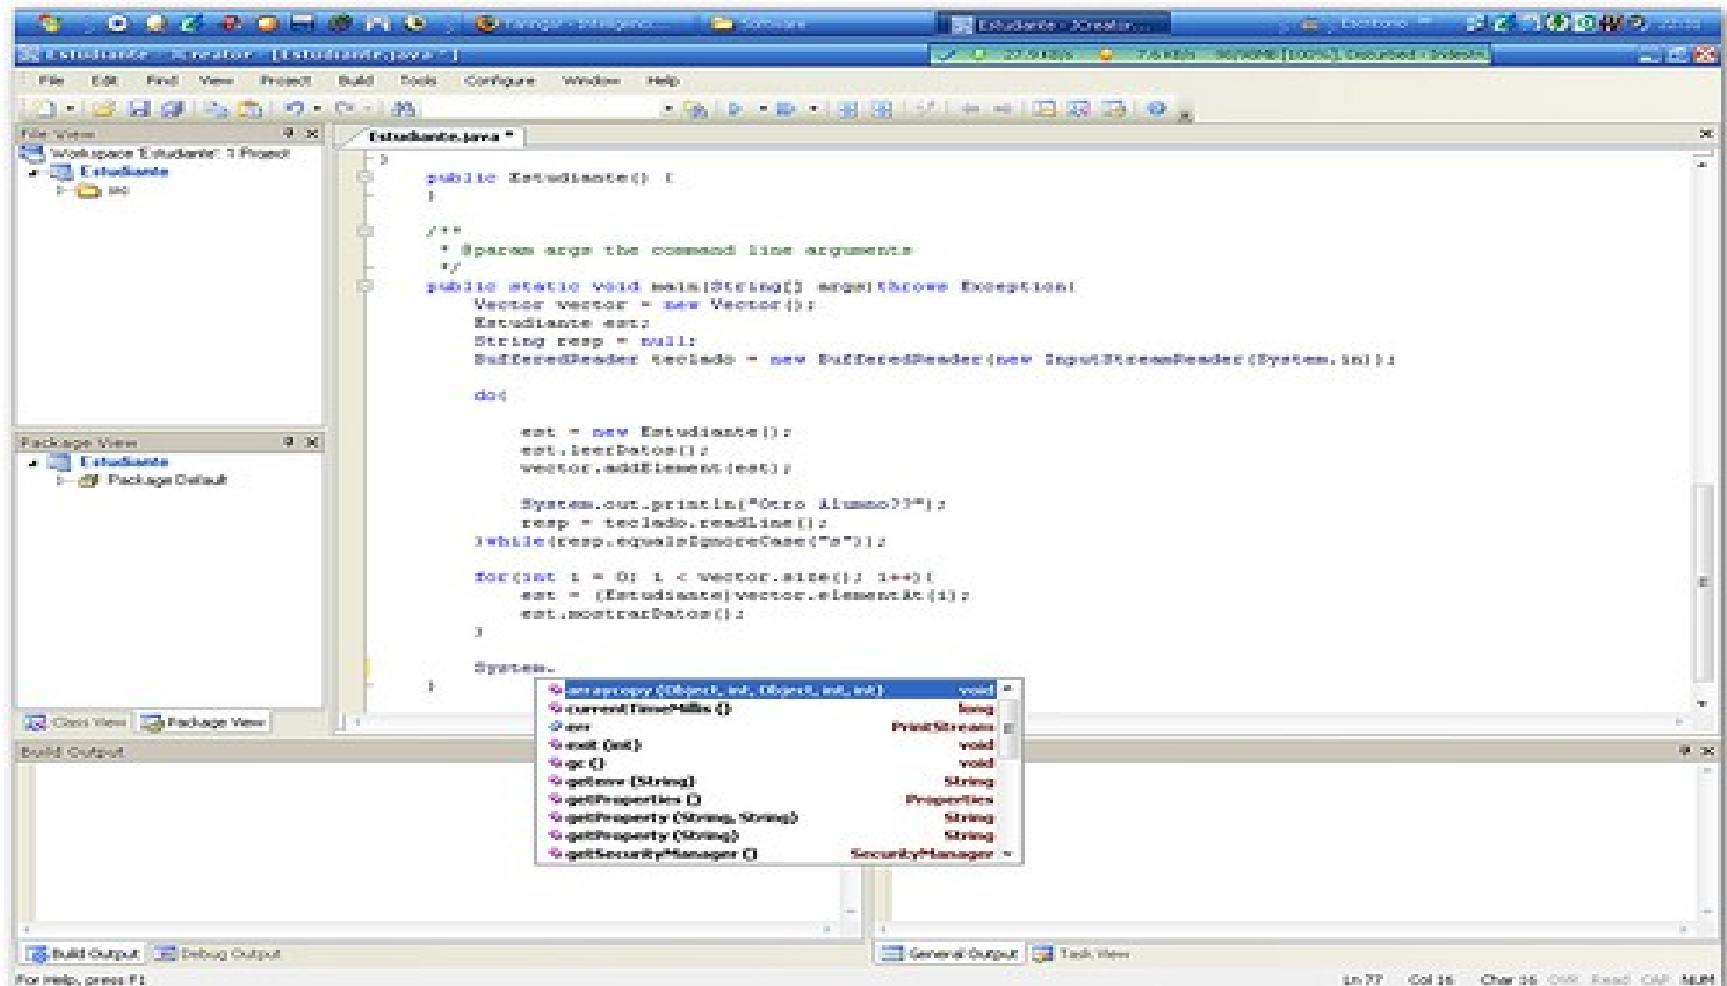 Software
Estudiante - JCreator...
Escritorio
Estudiante - JCreator - [Estudiante.java *]
File Edit Find View Project Build Tools Configure Window Help
File View
Estudiante.java *
Workspace 'Estudiante': 1 Project
Estudiante
src
}
public Estudiante() {
}
/**
* @param args the command line arguments
*/
public static void main(String[] args)throws Exception{
Vector vector = new Vector();
Estudiante est;
String resp = null;
BufferedReader teclado = new BufferedReader(new InputStreamReader(System.in));
do{
est = new Estudiante();
est.leerDatos();
vector.addElement(est);
System.out.println("Otro Alumno??");
resp = teclado.readLine();
}while(resp.equalsIgnoreCase("s"));
for(int i = 0; i < vector.size(); i++){
est = (Estudiante)vector.elementAt(i);
est.mostrarDatos();
}
System.
}
Package View
Estudiante
Package Default
Class View Package View
arraycopy (Object, int, Object, int, int) void
currentTimeMillis () long
err PrintStream
exit (int) void
gc () void
getenv (String) String
getProperties () Properties
getProperty (String, String) String
getProperty (String) String
getSecurityManager () SecurityManager
Build Output
Build Output Debug Output
General Output Task View
For Help, press F1
Ln 77 Col 16 Char 16 OVR Read CAP NUM